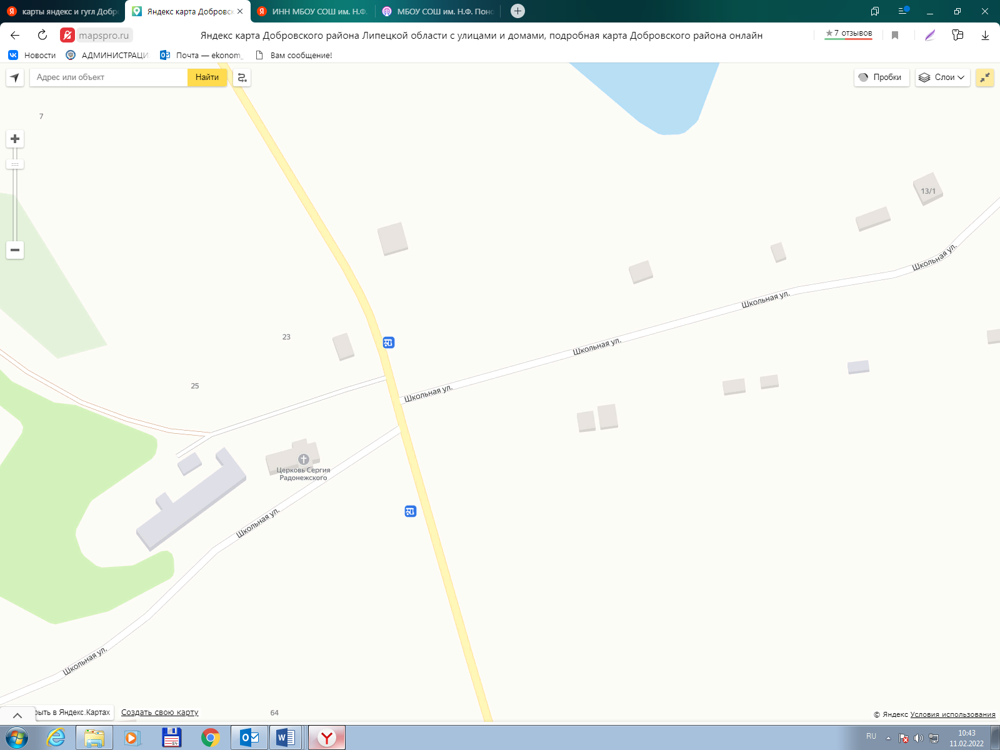 карты яндекс и гугл Добр
Яндекс карта Добровск
ИНН МБОУ СОШ им. Н.Ф.
МБОУ СОШ им. Н.Ф. Поно
mapspro.ru
Яндекс карта Добровского района Липецкой области с улицами и домами, подробная карта Добровского района онлайн
7 отзывов
Новости
АДМИНИСТРАЦИ
Почта — ekonom_
Вам сообщение!
Адрес или объект
Найти
Пробки
Слои
7
13/1
Школьная ул.
Школьная ул.
23
Школьная ул.
25
Школьная ул.
Церковь Сергия
Радонежского
Школьная ул.
Школьная ул.
рыть в Яндекс.Картах
Создать свою карту
64
© Яндекс Условия использования
RU
10:43
11.02.2022